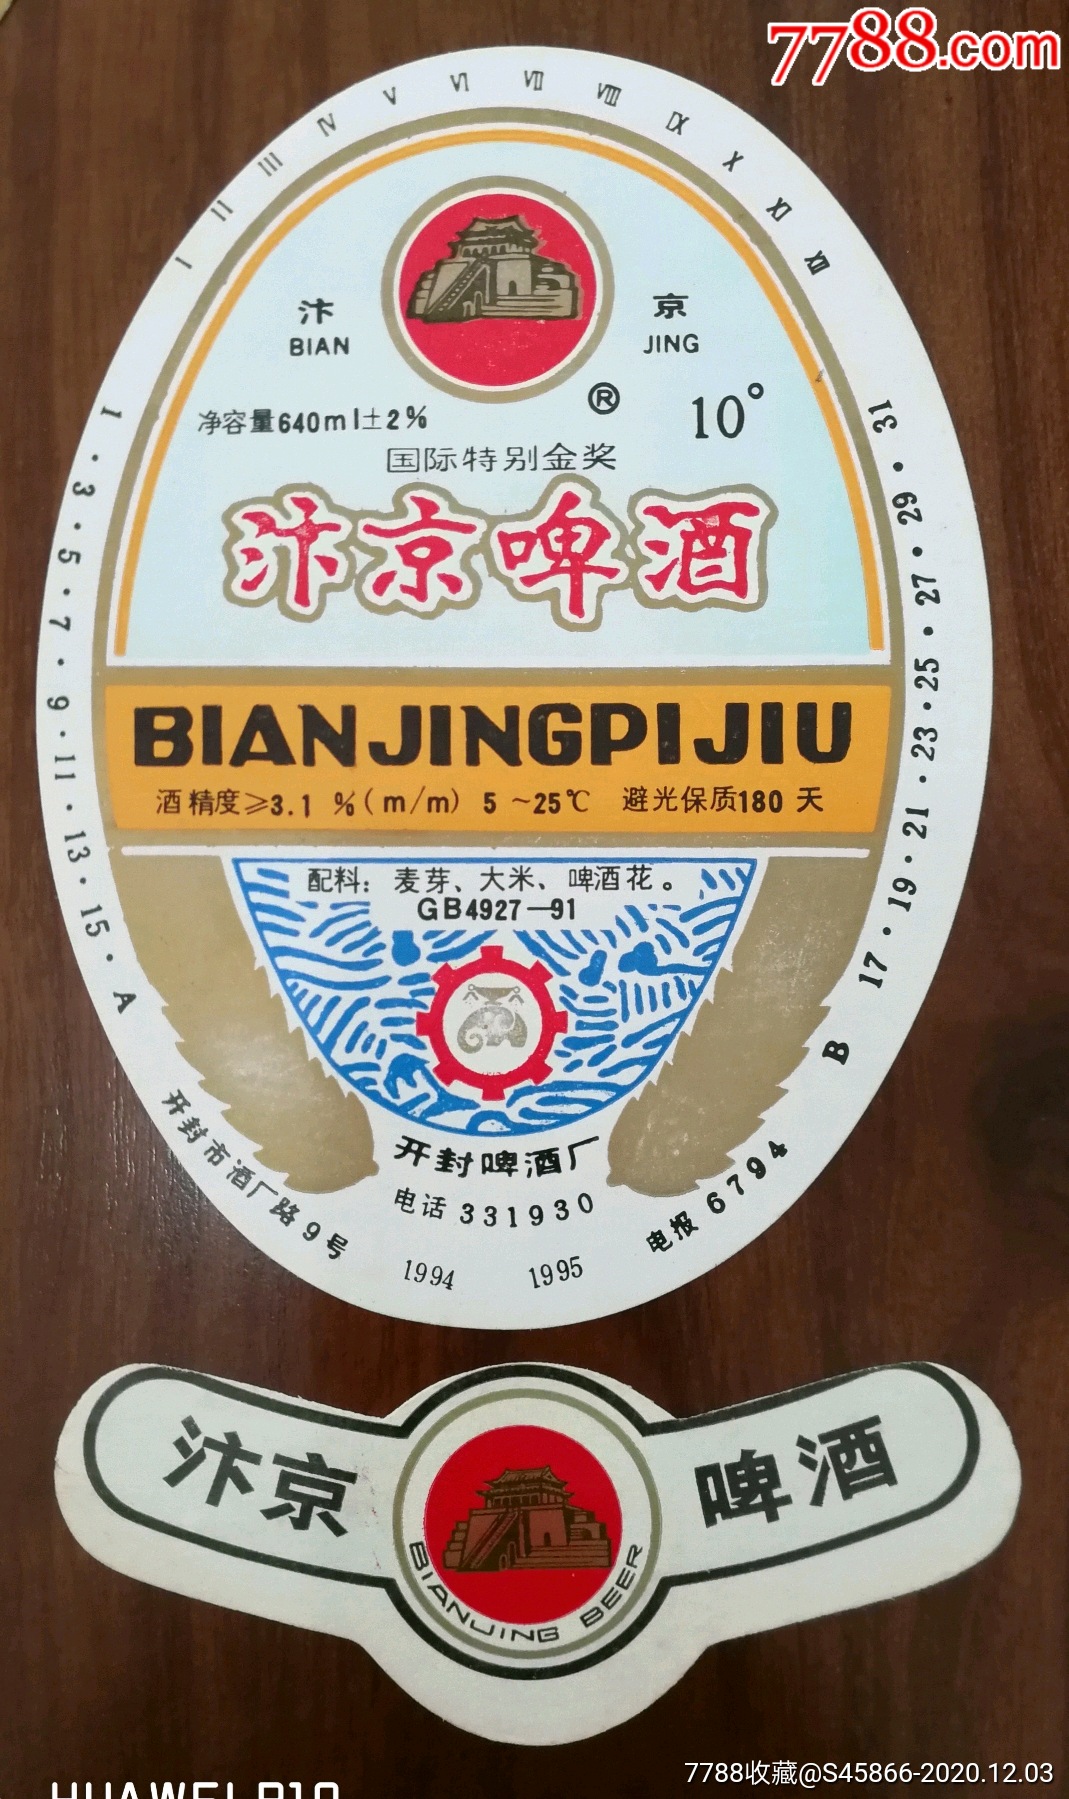 7788.com
I II III IV V VI VII VIII IX X XI XII
汴 京
BIAN JING
®
净容量640ml±2% 10°
国际特别金奖
汴京啤酒
BIANJINGPIJIU
酒精度≥3.1 %(m/m) 5 ~25℃ 避光保质180 天
配料：麦芽、大米、啤酒花。
GB4927—91
1·3·5·7·9·11·13·15·A
B 17·19·21·23·25·27·29·31
开封啤酒厂
电话 331930
开封市酒厂路9号
电报 6794
1994 1995
汴京 啤酒
BIANJING BEER
7788收藏@S45866-2020.12.03